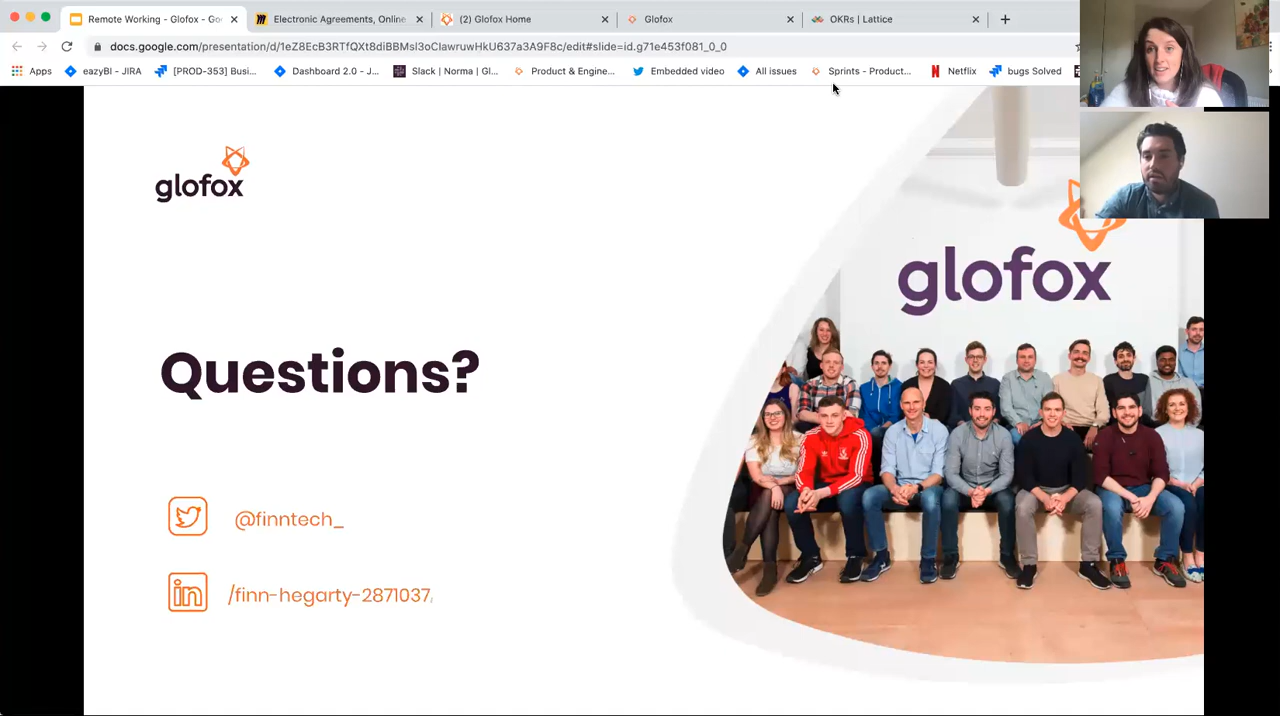 Remote Working - Glofox - Go
Electronic Agreements, Online
(2) Glofox Home
Glofox
OKRs | Lattice
docs.google.com/presentation/d/1eZ8EcB3RTfQXt8diBBMsl3oClawruwHkU637a3A9F8c/edit#slide=id.g71e453f081_0_0
Apps
eazyBI - JIRA
[PROD-353] Busi...
Dashboard 2.0 - J...
Slack | Norma | Gl...
Product & Engine...
Embedded video
All issues
Sprints - Product...
Netflix
bugs Solved
glofox
glofox
Questions?
@finntech_
/finn-hegarty-2871037